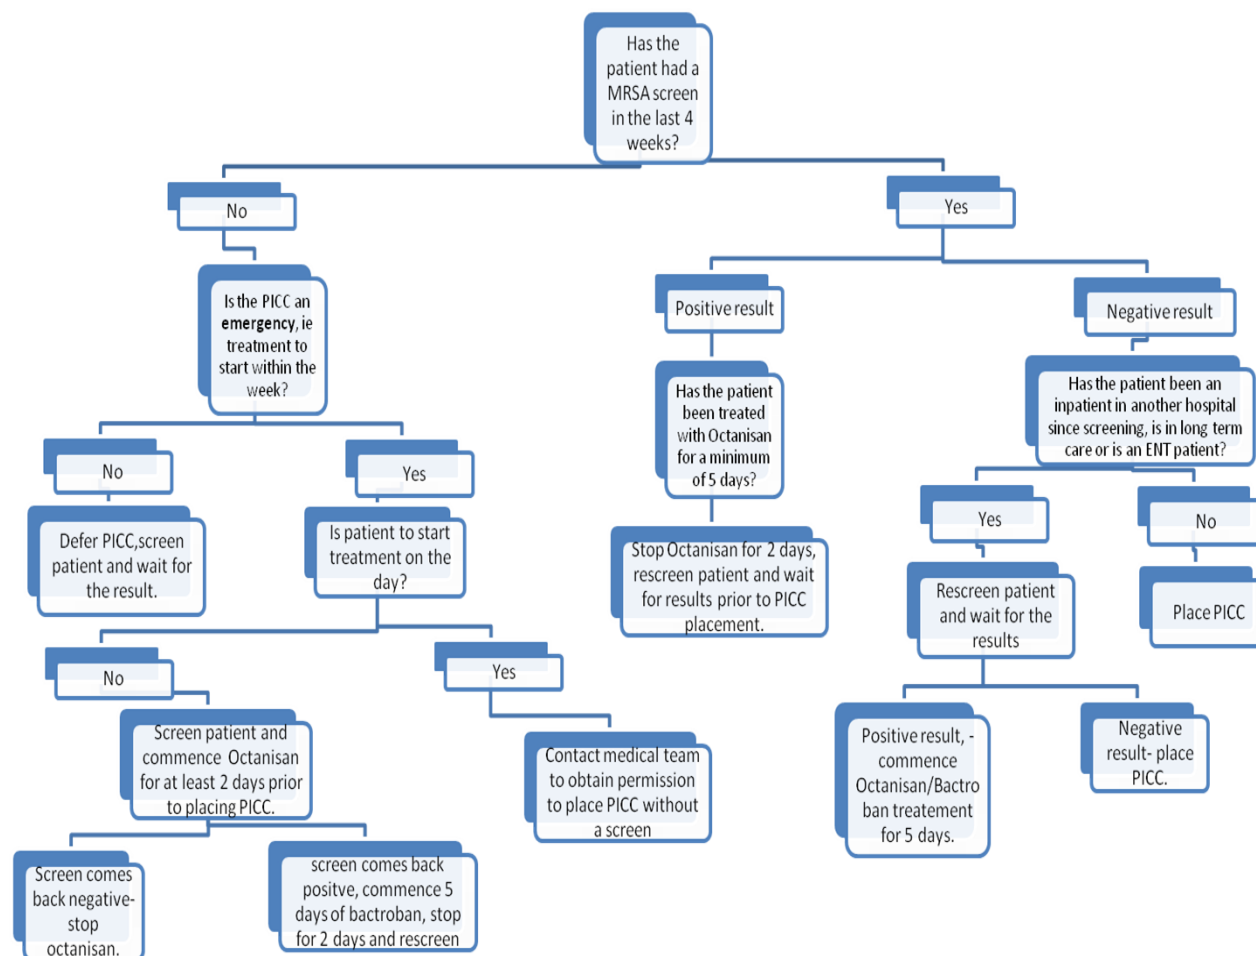 Has the
patient had a
MRSA screen
in the last 4
weeks?
No
Yes
Is the PICC an
emergency, ie
treatment to
start within the
week?
Positive result
Negative result
Has the patient
been treated
with Octanisan
for a minimum
of 5 days?
Has the patient been an
inpatient in another hospital
since screening, is in long term
care or is an ENT patient?
No
Yes
Yes
No
Defer PICC,screen
patient and wait for
the result.
Is patient to start
treatment on the
day?
Stop Octanisan for 2 days,
rescreen patient and wait
for results prior to PICC
placement.
Rescreen patient
and wait for the
results
Place PICC
No
Yes
Screen patient and
commence Octanisan
for at least 2 days prior
to placing PICC.
Contact medical team
to obtain permission
to place PICC without
a screen
Positive result, -
commence
Octanisan/Bactro
ban treatement
for 5 days.
Negative
result- place
PICC.
Screen comes
back negative-
stop
octanisan.
screen comes back
positve, commence 5
days of bactroban, stop
for 2 days and rescreen